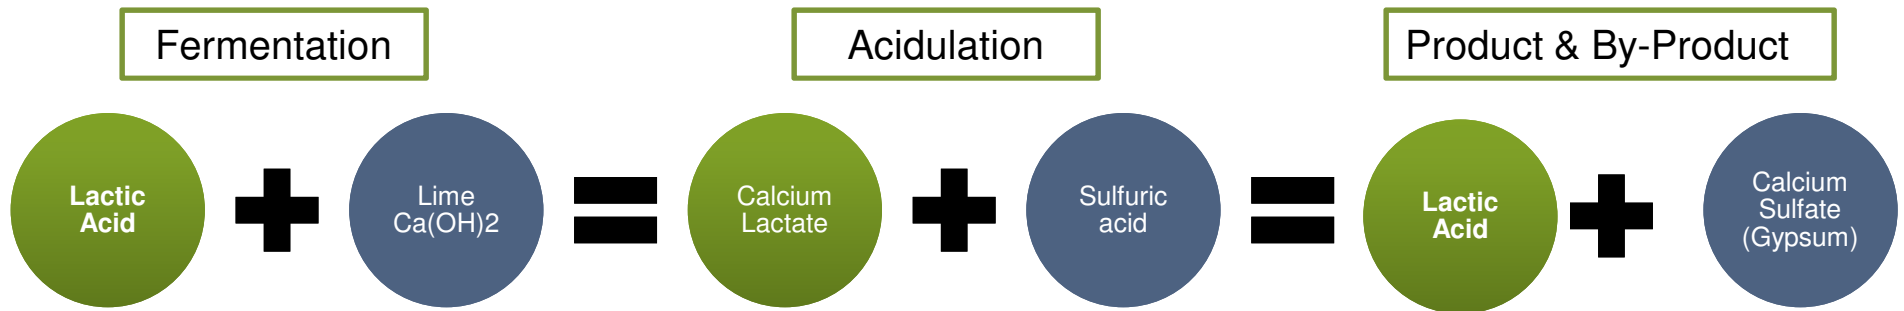 Fermentation
Acidulation
Product & By-Product
Lactic
Acid
Lime
Ca(OH)2
Calcium
Lactate
Sulfuric
acid
Lactic
Acid
Calcium
Sulfate
(Gypsum)